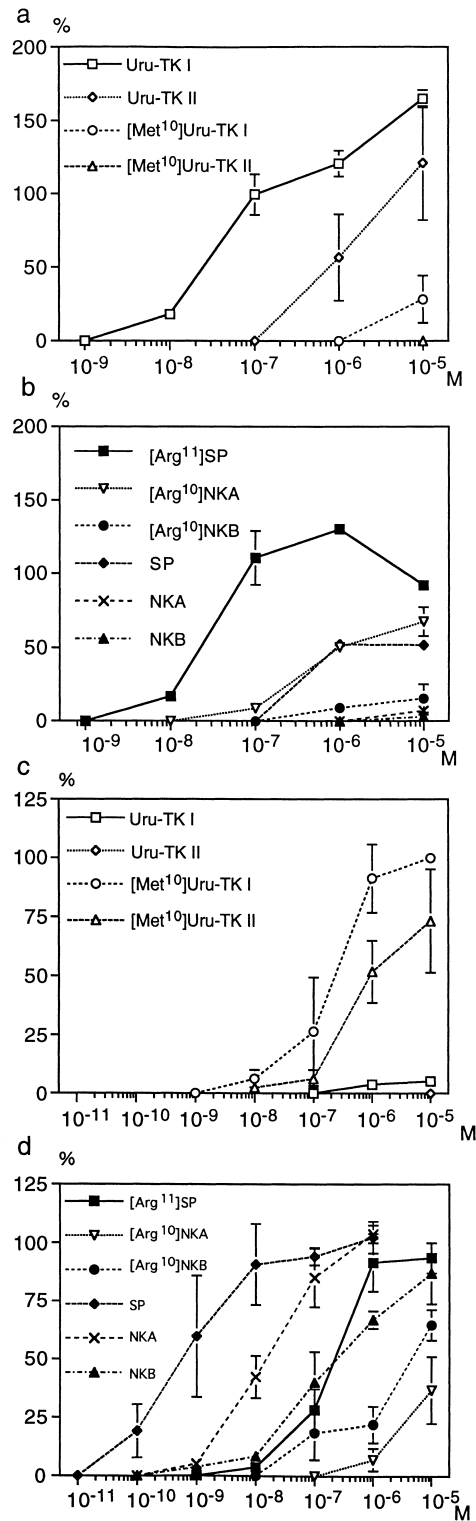 a
%
200
150
100
50
0
Uru-TK I
Uru-TK II
[Met10]Uru-TK I
[Met10]Uru-TK II
10-9 10-8 10-7 10-6 10-5
M
b
%
200
150
100
50
0
[Arg11]SP
[Arg10]NKA
[Arg10]NKB
SP
NKA
NKB
10-9 10-8 10-7 10-6 10-5
M
c
%
125
100
75
50
25
0
Uru-TK I
Uru-TK II
[Met10]Uru-TK I
[Met10]Uru-TK II
10-11 10-10 10-9 10-8 10-7 10-6 10-5
M
d
%
125
100
75
50
25
0
[Arg11]SP
[Arg10]NKA
[Arg10]NKB
SP
NKA
NKB
10-11 10-10 10-9 10-8 10-7 10-6 10-5
M